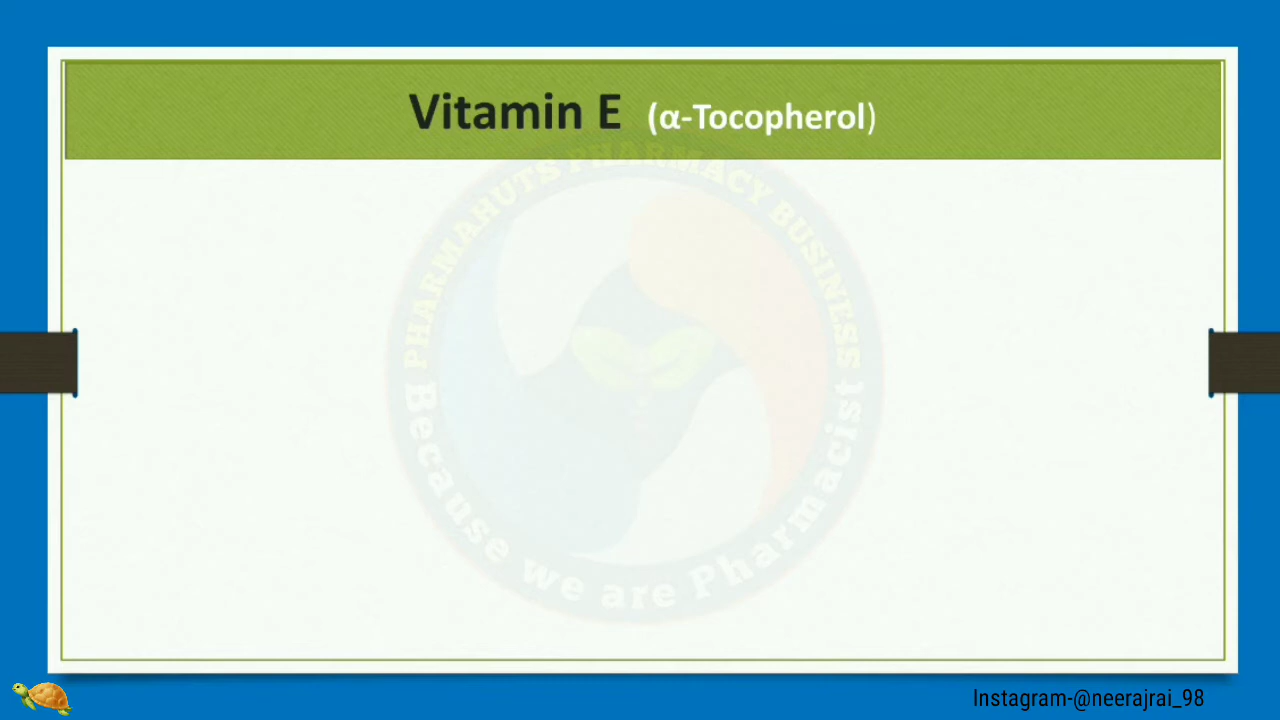 Vitamin E (α-Tocopherol)
PHARMAHUTS PHARMACY BUSINESS
Because we are Pharmacist
Instagram-@neerajrai_98